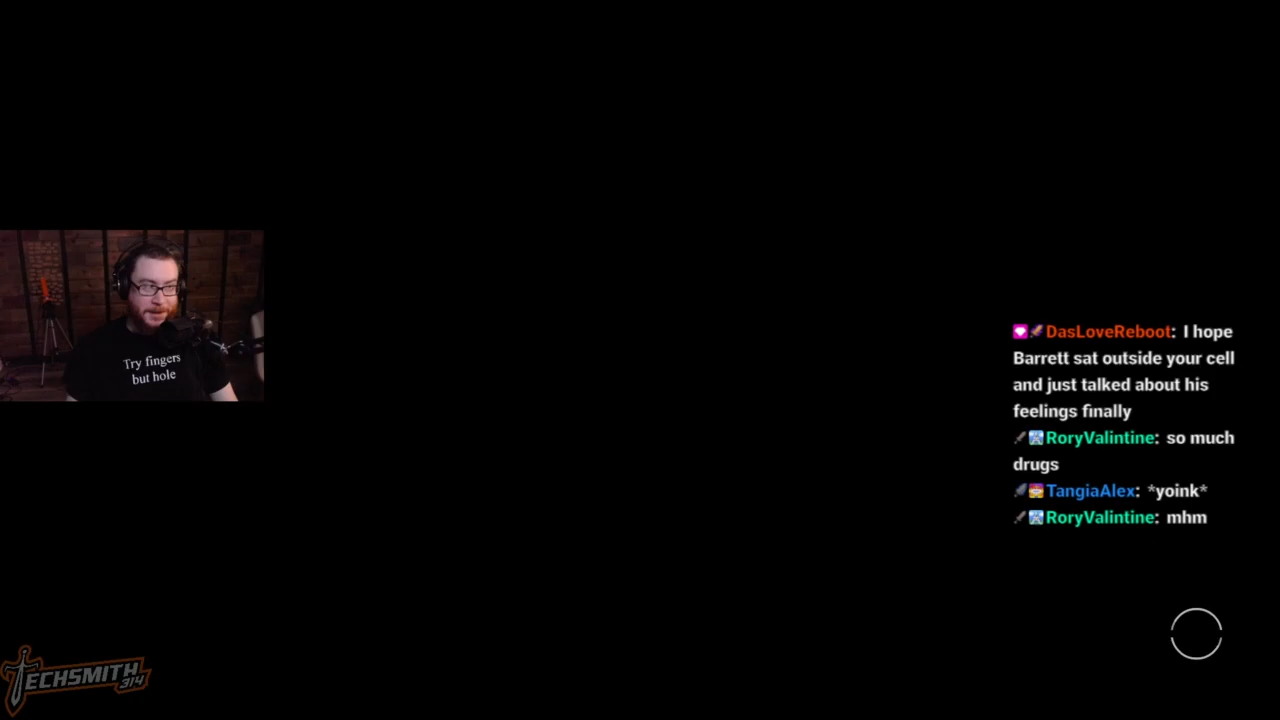 Try fingers
but hole
DasLoveReboot: I hope
Barrett sat outside your cell
and just talked about his
feelings finally
RoryValintine: so much
drugs
TangiaAlex: *yoink*
RoryValintine: mhm
TECHSMITH
314